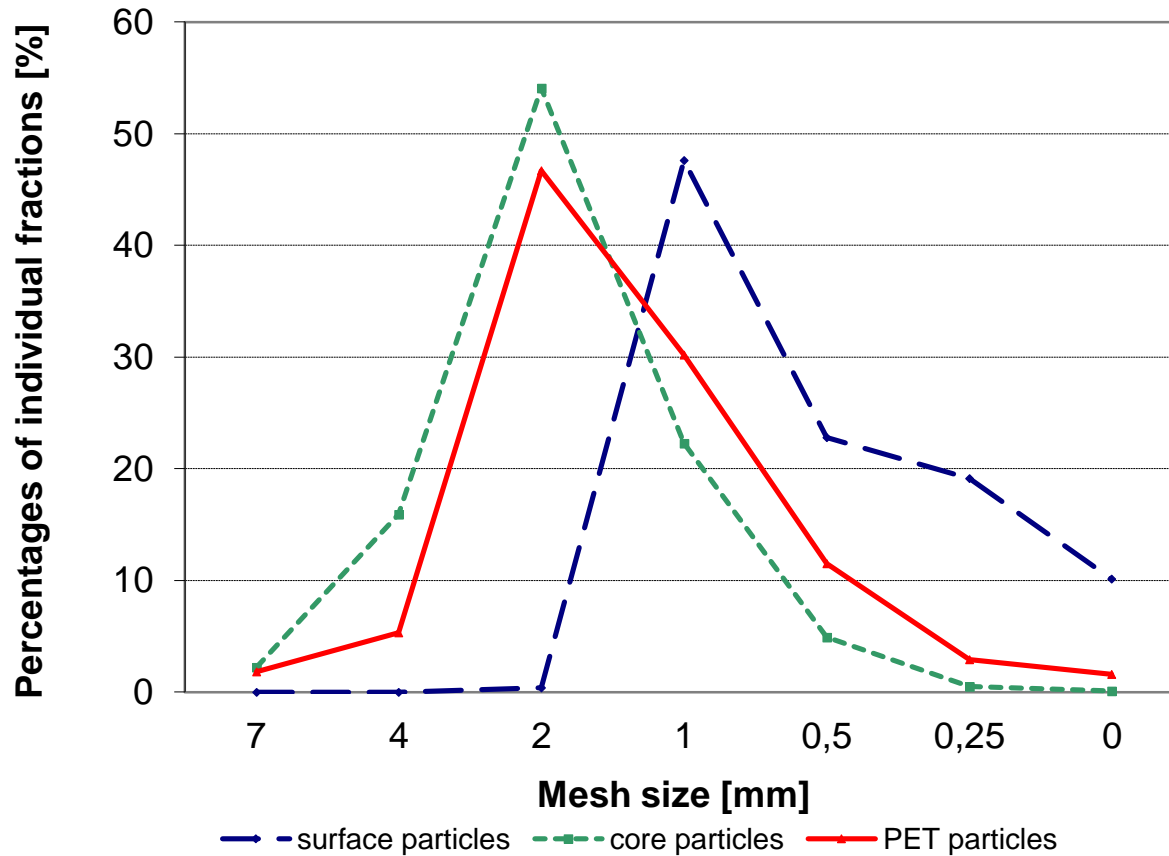 Percentages of individual fractions [%]
60
50
40
30
20
10
0
7 4 2 1 0,5 0,25 0
Mesh size [mm]
surface particles core particles PET particles